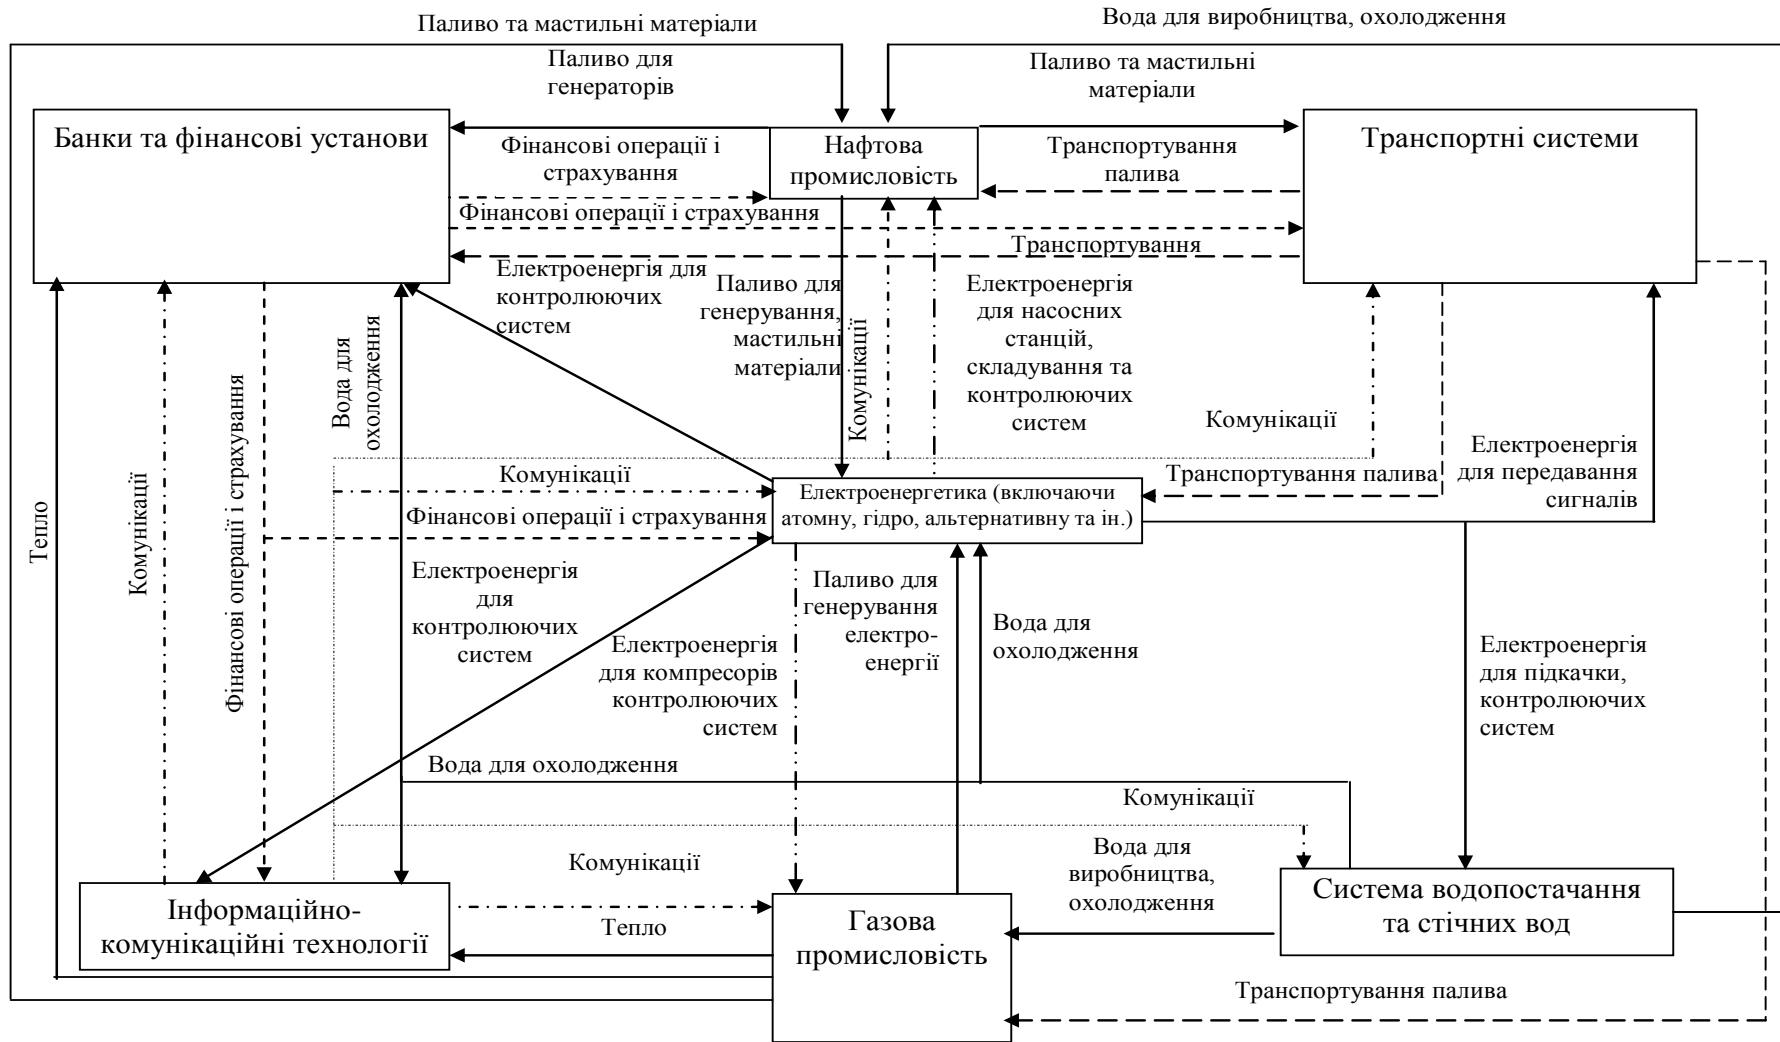 Паливо та мастильні матеріали
Вода для виробництва, охолодження
Паливо для
генераторів
Паливо та мастильні
матеріали
Банки та фінансові установи
Фінансові операції і
страхування
Нафтова
промисловість
Транспортування
палива
Транспортні системи
Фінансові операції і страхування
Транспортування
Електроенергія для
контролюючих
систем
Паливо для
генерування,
мастильні
матеріали
Комунікації
Електроенергія
для насосних
станцій,
складування та
контролюючих
систем
Вода для
охолодження
Комунікації
Електроенергія
для передавання
сигналів
Тепло
Комунікації
Фінансові операції і страхування
Комунікації
Транспортування палива
Фінансові операції і страхування
Електроенергетика (включаючи
атомну, гідро, альтернативну та ін.)
Електроенергія
для
контролюючих
систем
Електроенергія
для компресорів
контролюючих
систем
Паливо для
генерування
електро-
енергії
Вода для
охолодження
Електроенергія
для підкачки,
контролюючих
систем
Вода для охолодження
Комунікації
Комунікації
Вода для
виробництва,
охолодження
Інформаційно-
комунікаційні технології
Тепло
Газова
промисловість
Система водопостачання
та стічних вод
Транспортування палива